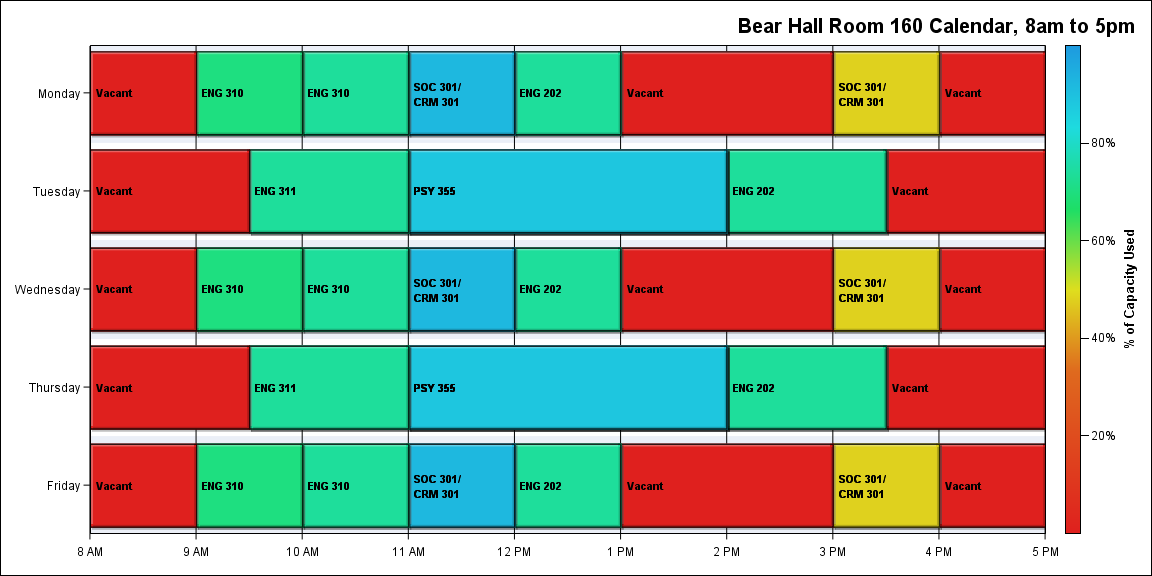 Bear Hall Room 160 Calendar, 8am to 5pm
Monday
Vacant
ENG 310
ENG 310
SOC 301/
CRM 301
ENG 202
Vacant
SOC 301/
CRM 301
Vacant
Tuesday
Vacant
ENG 311
PSY 355
ENG 202
Vacant
Wednesday
Vacant
ENG 310
ENG 310
SOC 301/
CRM 301
ENG 202
Vacant
SOC 301/
CRM 301
Vacant
Thursday
Vacant
ENG 311
PSY 355
ENG 202
Vacant
Friday
Vacant
ENG 310
ENG 310
SOC 301/
CRM 301
ENG 202
Vacant
SOC 301/
CRM 301
Vacant
8 AM
9 AM
10 AM
11 AM
12 PM
1 PM
2 PM
3 PM
4 PM
5 PM
80%
60%
40%
20%
% of Capacity Used